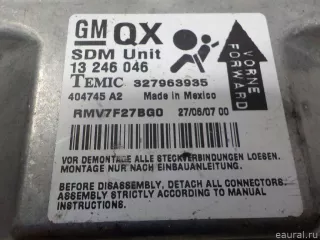 GM QX
SDM Unit
13 246 046
TEMIC 327963935
404745 A2 Made in Mexico
RMV7F27BG0 27/06/07 00
VORNE
FORWARD
VOR DEMONTAGE ALLE STECKVERBINDUNGEN LOESEN.
MONTAGE NUR NACH EINBAUANLEITUNG.
BEFORE DISASSEMBLY, DETACH ALL CONNECTORS.
ASSEMBLY STRICTLY ACCORDING TO MANUAL
INSTRUCTIONS.
eaural.ru